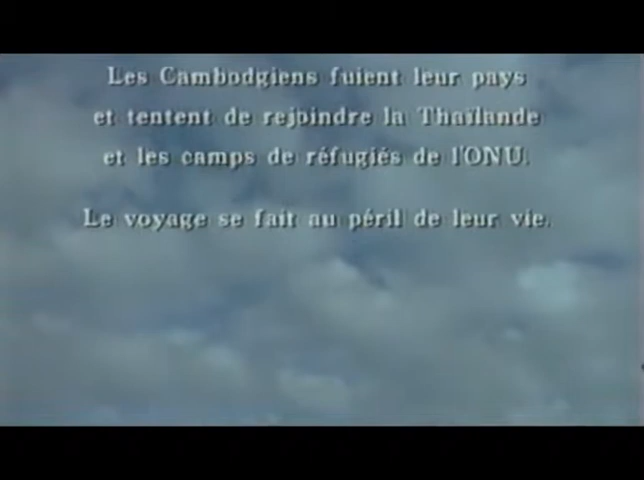 Les Cambodgiens fuient leur pays
et tentent de rejoindre la Thaïlande
et les camps de réfugiés de l'ONU.
Le voyage se fait au péril de leur vie.